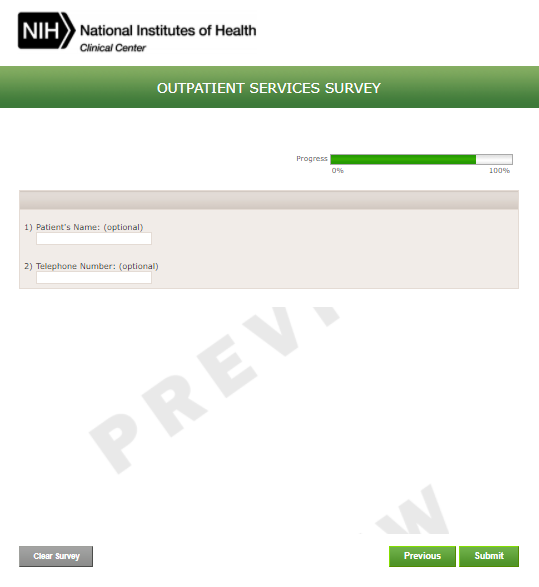 NIH National Institutes of Health
Clinical Center
OUTPATIENT SERVICES SURVEY
Progress
0% 100%
1) Patient's Name: (optional)
2) Telephone Number: (optional)
PREV
W
Clear Survey Previous Submit